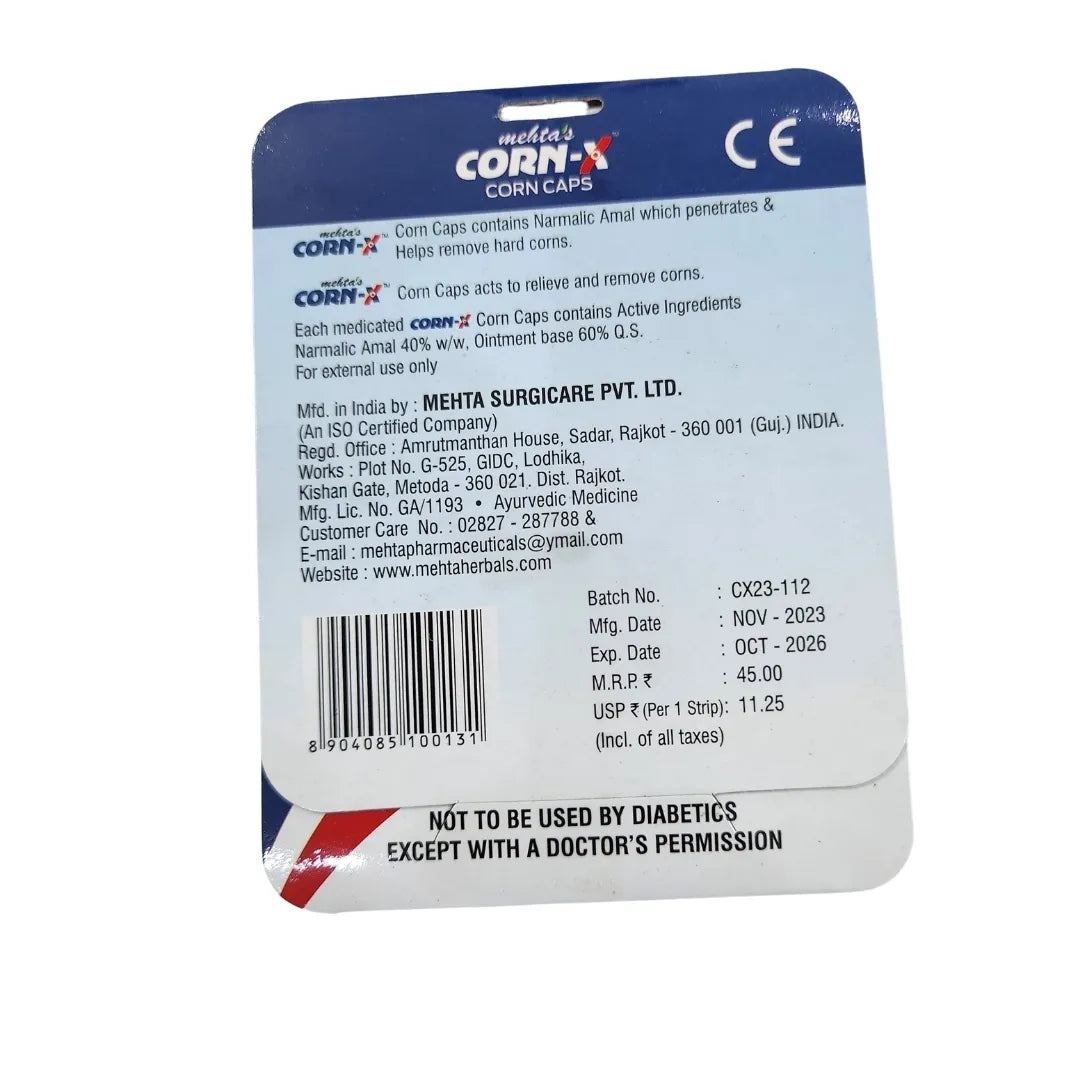 mehta's
CORN-X™
CORN CAPS
CE
mehta's CORN-X™ Corn Caps contains Narmalic Amal which penetrates &
Helps remove hard corns.
mehta's CORN-X™ Corn Caps acts to relieve and remove corns.
Each medicated CORN-X Corn Caps contains Active Ingredients
Narmalic Amal 40% w/w, Ointment base 60% Q.S.
For external use only
Mfd. in India by : MEHTA SURGICARE PVT. LTD.
(An ISO Certified Company)
Regd. Office : Amrutmanthan House, Sadar, Rajkot - 360 001 (Guj.) INDIA.
Works : Plot No. G-525, GIDC, Lodhika,
Kishan Gate, Metoda - 360 021. Dist. Rajkot.
Mfg. Lic. No. GA/1193 • Ayurvedic Medicine
Customer Care No. : 02827 - 287788 &
E-mail : mehtapharmaceuticals@ymail.com
Website : www.mehtaherbals.com
Batch No. : CX23-112
Mfg. Date : NOV - 2023
Exp. Date : OCT - 2026
M.R.P. ₹ : 45.00
USP ₹ (Per 1 Strip): 11.25
(Incl. of all taxes)
8 904085 100131
NOT TO BE USED BY DIABETICS
EXCEPT WITH A DOCTOR'S PERMISSION